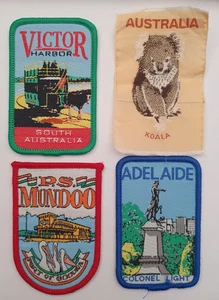 VICTOR
HARBOR
SOUTH
AUSTRALIA
AUSTRALIA
KOALA
P.S.
MUNDOO
ADELAIDE
COLONEL LIGHT